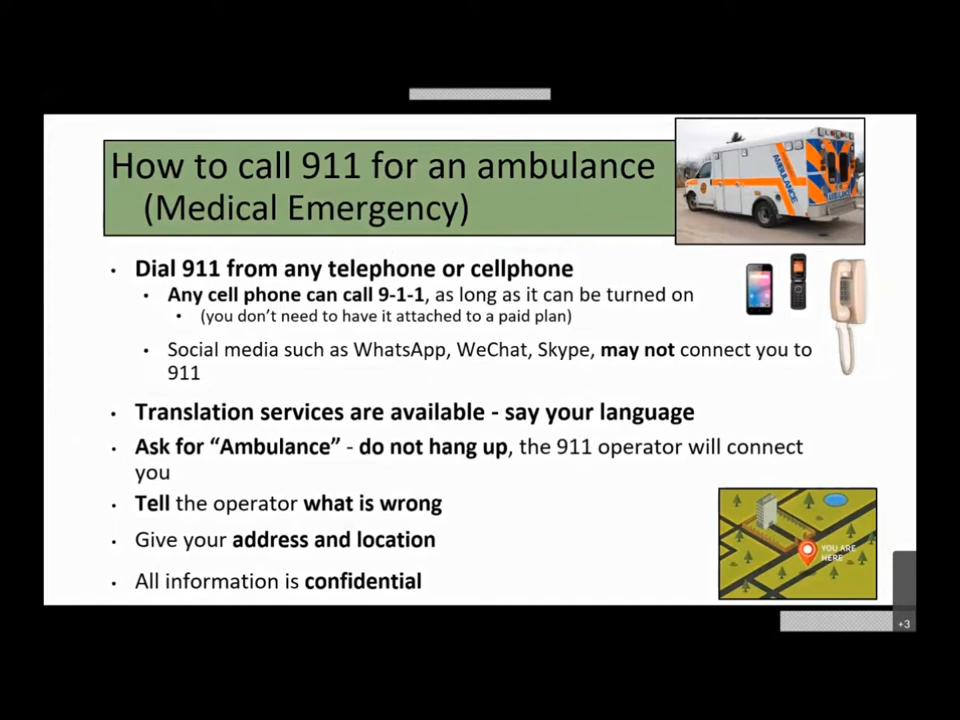 How to call 911 for an ambulance
(Medical Emergency)
AMBULANCE
AMBULANCE
• Dial 911 from any telephone or cellphone
• Any cell phone can call 9-1-1, as long as it can be turned on
• (you don’t need to have it attached to a paid plan)
• Social media such as WhatsApp, WeChat, Skype, may not connect you to
911
• Translation services are available - say your language
• Ask for “Ambulance” - do not hang up, the 911 operator will connect
you
• Tell the operator what is wrong
• Give your address and location
• All information is confidential
YOU ARE
HERE
+3